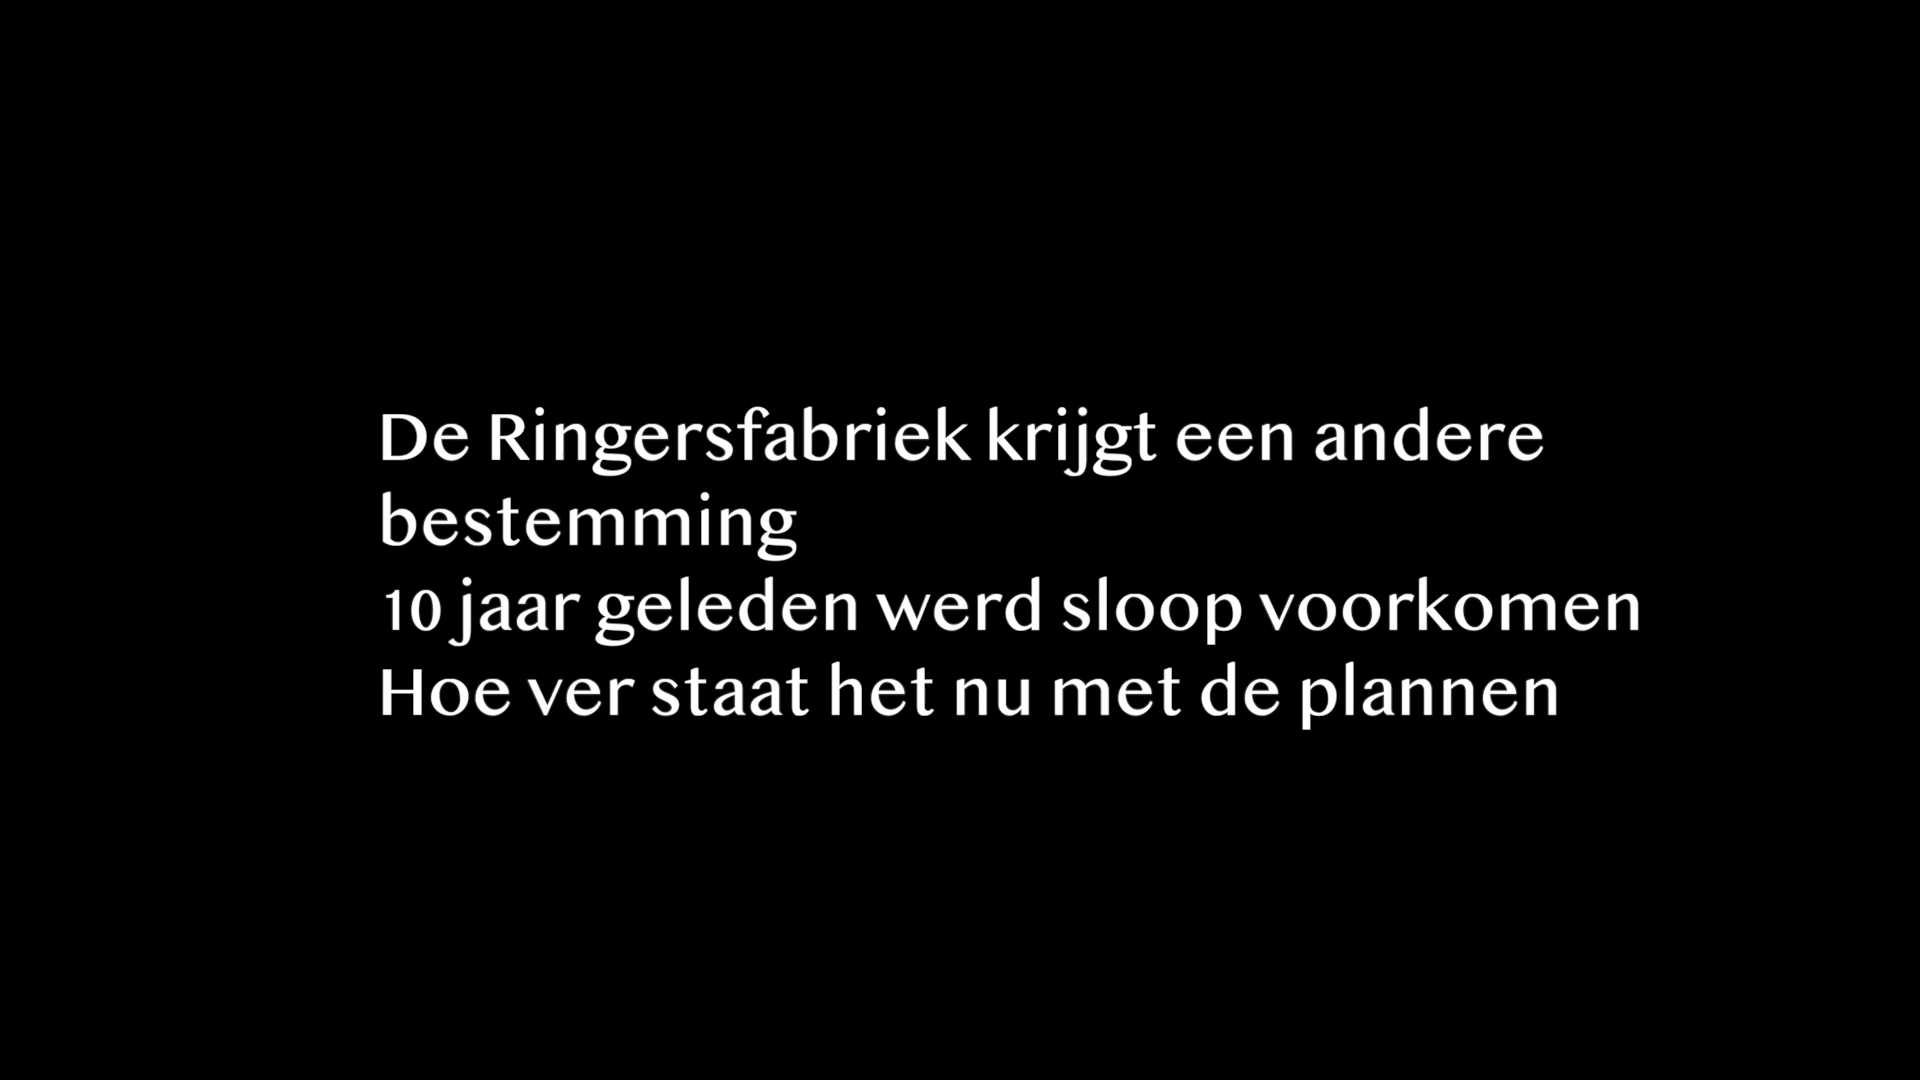 De Ringersfabriek krijgt een andere
bestemming
10 jaar geleden werd sloop voorkomen
Hoe ver staat het nu met de plannen